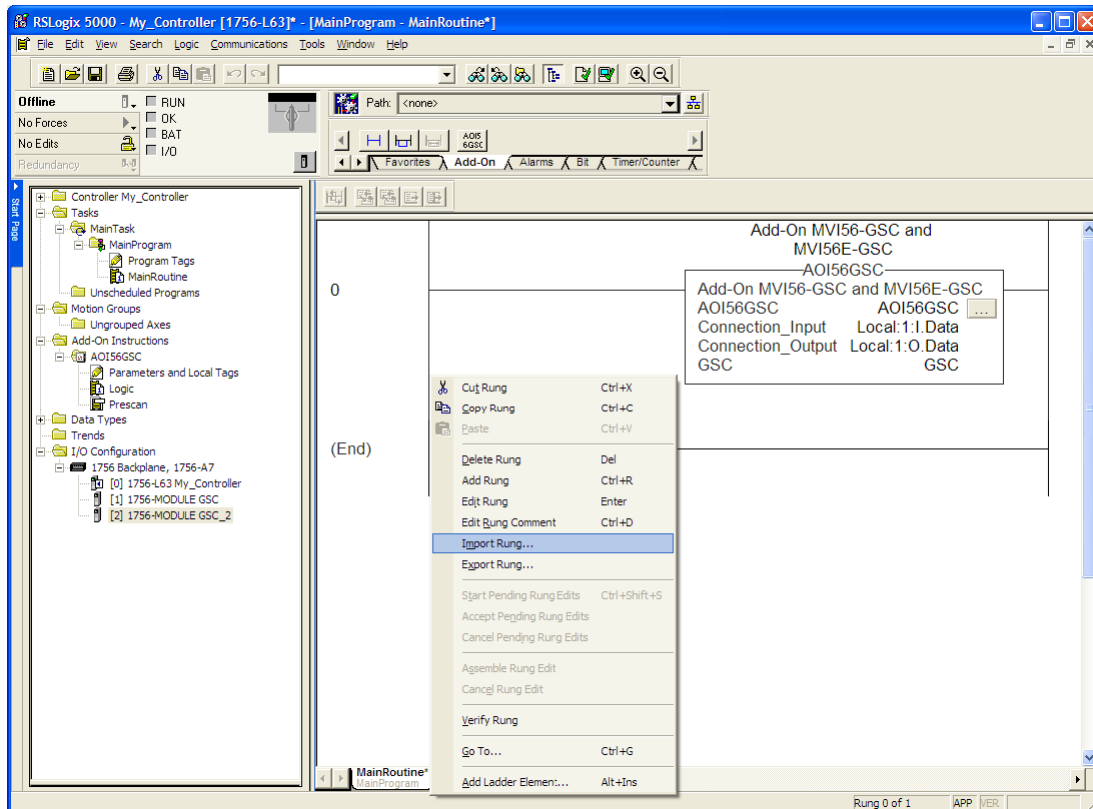 RSLogix 5000 - My_Controller [1756-L63]* - [MainProgram - MainRoutine*]
File Edit View Search Logic Communications Tools Window Help
Offline
RUN
No Forces
OK
No Edits
BAT
Redundancy
I/O
Path: <none>
AOI5
6GSC
Favorites Add-On Alarms Bit Timer/Counter
Start Page
Controller My_Controller
Tasks
MainTask
MainProgram
Program Tags
MainRoutine
Unscheduled Programs
Motion Groups
Ungrouped Axes
Add-On Instructions
AOI56GSC
Parameters and Local Tags
Logic
Prescan
Data Types
Trends
I/O Configuration
1756 Backplane, 1756-A7
[0] 1756-L63 My_Controller
[1] 1756-MODULE GSC
[2] 1756-MODULE GSC_2
Add-On MVI56-GSC and
MVI56E-GSC
AOI56GSC
0
Add-On MVI56-GSC and MVI56E-GSC
AOI56GSC AOI56GSC ...
Connection_Input Local:1:I.Data
Connection_Output Local:1:O.Data
GSC GSC
(End)
Cut Rung Ctrl+X
Copy Rung Ctrl+C
Paste Ctrl+V
Delete Rung Del
Add Rung Ctrl+R
Edit Rung Enter
Edit Rung Comment Ctrl+D
Import Rung...
Export Rung...
Start Pending Rung Edits Ctrl+Shift+S
Accept Pending Rung Edits
Cancel Pending Rung Edits
Assemble Rung Edit
Cancel Rung Edit
Verify Rung
Go To... Ctrl+G
Add Ladder Element... Alt+Ins
MainRoutine*
MainProgram
Rung 0 of 1 APP VER